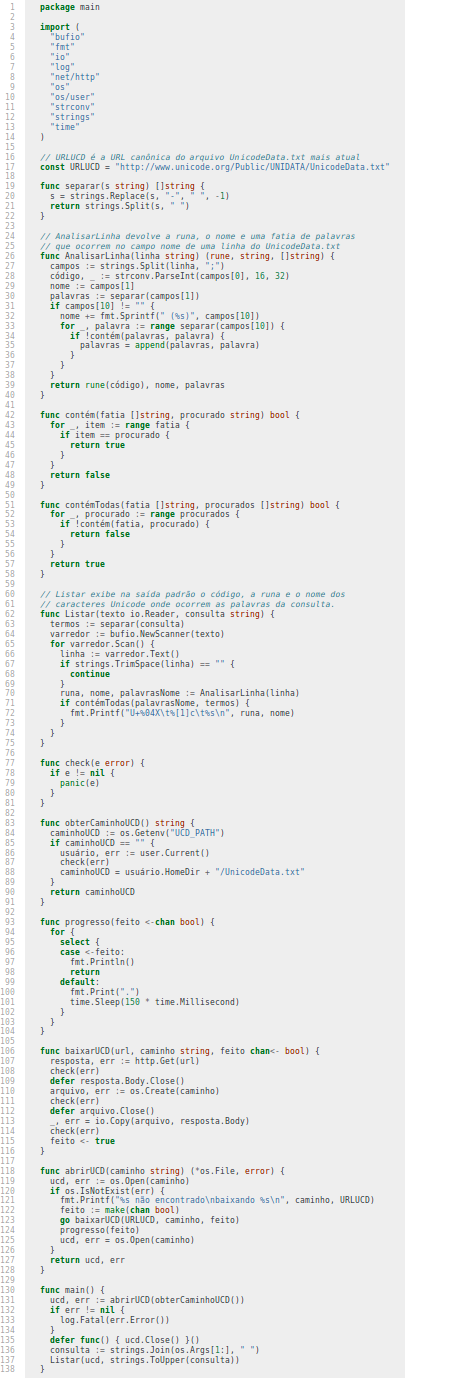 1 package main
2
3 import (
4 "bufio"
5 "fmt"
6 "io"
7 "log"
8 "net/http"
9 "os"
10 "os/user"
11 "strconv"
12 "strings"
13 "time"
14 )
15
16 // URLUCD é a URL canônica do arquivo UnicodeData.txt mais atual
17 const URLUCD = "http://www.unicode.org/Public/UNIDATA/UnicodeData.txt"
18
19 func separar(s string) []string {
20 s = strings.Replace(s, "-", " ", -1)
21 return strings.Split(s, " ")
22 }
23
24 // AnalisarLinha devolve a runa, o nome e uma fatia de palavras
25 // que ocorrem no campo nome de uma linha do UnicodeData.txt
26 func AnalisarLinha(linha string) (rune, string, []string) {
27 campos := strings.Split(linha, ";")
28 código, _ := strconv.ParseInt(campos[0], 16, 32)
29 nome := campos[1]
30 palavras := separar(campos[1])
31 if campos[10] != "" {
32 nome += fmt.Sprintf(" (%s)", campos[10])
33 for _, palavra := range separar(campos[10]) {
34 if !contém(palavras, palavra) {
35 palavras = append(palavras, palavra)
36 }
37 }
38 }
39 return rune(código), nome, palavras
40 }
41
42 func contém(fatia []string, procurado string) bool {
43 for _, item := range fatia {
44 if item == procurado {
45 return true
46 }
47 }
48 return false
49 }
50
51 func contémTodas(fatia []string, procurados []string) bool {
52 for _, procurado := range procurados {
53 if !contém(fatia, procurado) {
54 return false
55 }
56 }
57 return true
58 }
59
60 // Listar exibe na saída padrão o código, a runa e o nome dos
61 // caracteres Unicode onde ocorrem as palavras da consulta.
62 func Listar(texto io.Reader, consulta string) {
63 termos := separar(consulta)
64 varredor := bufio.NewScanner(texto)
65 for varredor.Scan() {
66 linha := varredor.Text()
67 if strings.TrimSpace(linha) == "" {
68 continue
69 }
70 runa, nome, palavrasNome := AnalisarLinha(linha)
71 if contémTodas(palavrasNome, termos) {
72 fmt.Printf("U+%04X\t%[1]c\t%s\n", runa, nome)
73 }
74 }
75 }
76
77 func check(e error) {
78 if e != nil {
79 panic(e)
80 }
81 }
82
83 func obterCaminhoUCD() string {
84 caminhoUCD := os.Getenv("UCD_PATH")
85 if caminhoUCD == "" {
86 usuário, err := user.Current()
87 check(err)
88 caminhoUCD = usuário.HomeDir + "/UnicodeData.txt"
89 }
90 return caminhoUCD
91 }
92
93 func progresso(feito <-chan bool) {
94 for {
95 select {
96 case <-feito:
97 fmt.Println()
98 return
99 default:
100 fmt.Print(".")
101 time.Sleep(150 * time.Millisecond)
102 }
103 }
104 }
105
106 func baixarUCD(url, caminho string, feito chan<- bool) {
107 resposta, err := http.Get(url)
108 check(err)
109 defer resposta.Body.Close()
110 arquivo, err := os.Create(caminho)
111 check(err)
112 defer arquivo.Close()
113 _, err = io.Copy(arquivo, resposta.Body)
114 check(err)
115 feito <- true
116 }
117
118 func abrirUCD(caminho string) (*os.File, error) {
119 ucd, err := os.Open(caminho)
120 if os.IsNotExist(err) {
121 fmt.Printf("%s não encontrado\nbaixando %s\n", caminho, URLUCD)
122 feito := make(chan bool)
123 go baixarUCD(URLUCD, caminho, feito)
124 progresso(feito)
125 ucd, err = os.Open(caminho)
126 }
127 return ucd, err
128 }
129
130 func main() {
131 ucd, err := abrirUCD(obterCaminhoUCD())
132 if err != nil {
133 log.Fatal(err.Error())
134 }
135 defer func() { ucd.Close() }()
136 consulta := strings.Join(os.Args[1:], " ")
137 Listar(ucd, strings.ToUpper(consulta))
138 }